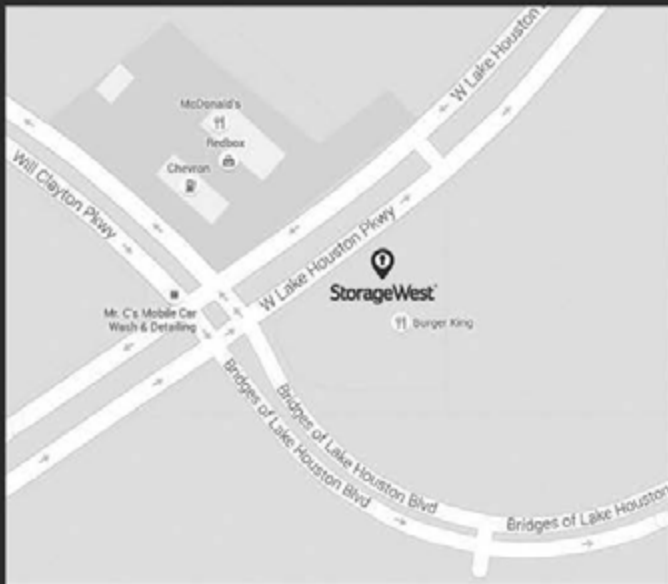 W Lake Houston
McDonald's
Redbox
Chevron
Will Clayton Pkwy
W Lake Houston Pkwy
StorageWest
Mr. C's Mobile Car
Wash & Detailing
Burger King
Bridges of Lake Houston Blvd
Bridges of Lake Houston Blvd
Bridges of Lake Houston